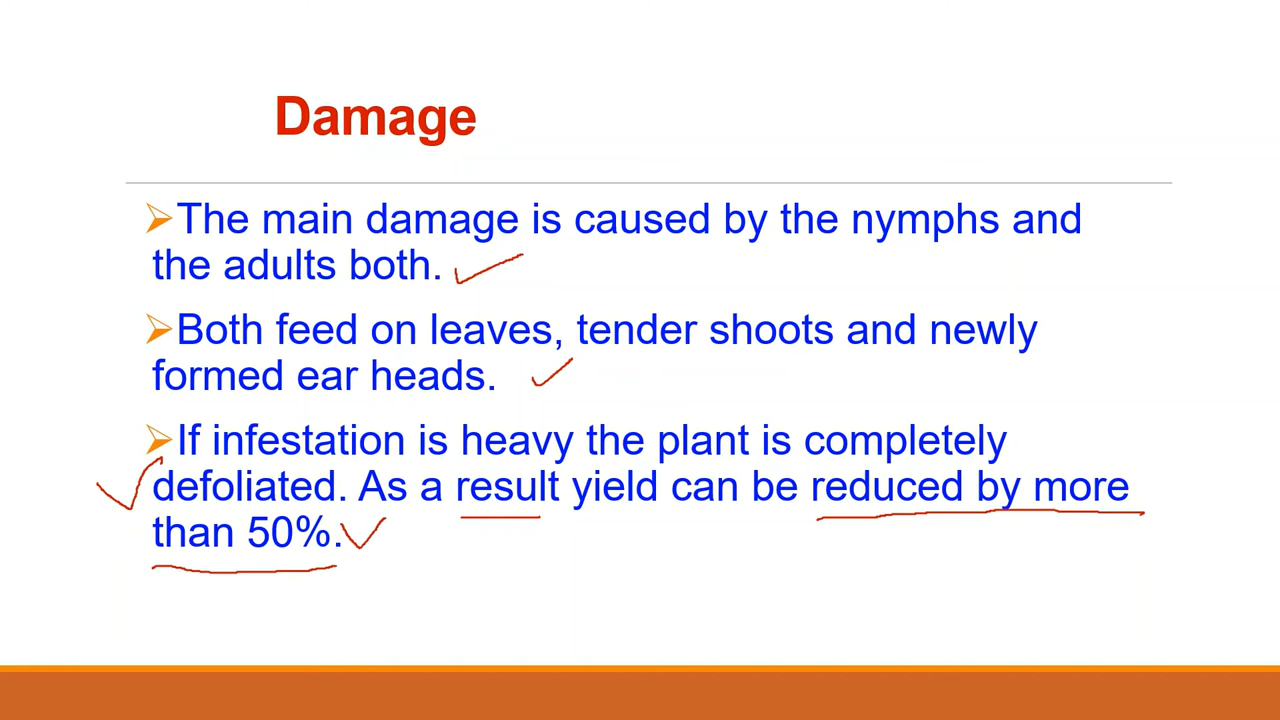 Damage
➢The main damage is caused by the nymphs and
the adults both.
➢Both feed on leaves, tender shoots and newly
formed ear heads.
➢If infestation is heavy the plant is completely
defoliated. As a result yield can be reduced by more
than 50%.